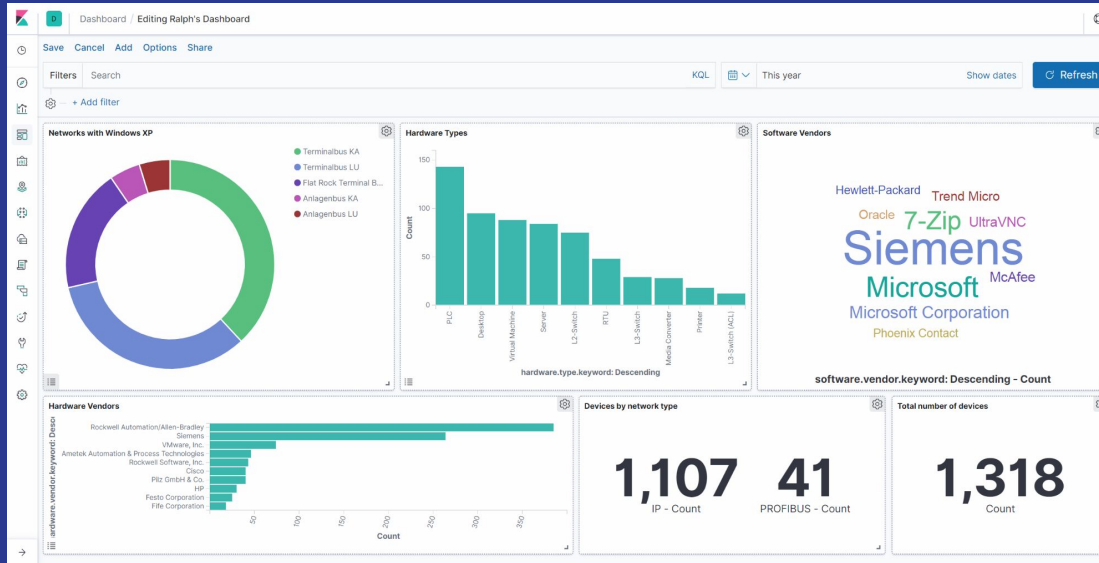 D Dashboard / Editing Ralph's Dashboard
Save Cancel Add Options Share
Filters Search KQL This year Show dates Refresh
+ Add filter
Networks with Windows XP
Terminalbus KA
Terminalbus LU
Flat Rock Terminal B...
Anlagenbus KA
Anlagenbus LU
Hardware Types
Count
150
100
50
0
PLC
Desktop
Virtual Machine
Server
L2-Switch
RTU
L3-Switch
Media Converter
Printer
L3-Switch (ACL)
hardware.type.keyword: Descending
Software Vendors
Hewlett-Packard
Trend Micro
Oracle
7-Zip
UltraVNC
Siemens
McAfee
Microsoft
Microsoft Corporation
Phoenix Contact
software.vendor.keyword: Descending - Count
Hardware Vendors
ardware.vendor.keyword: Desc
Rockwell Automation/Allen-Bradley
Siemens
VMware, Inc.
Ametek Automation & Process Technologies
Rockwell Software, Inc.
Cisco
Pilz GmbH & Co.
HP
Festo Corporation
Fife Corporation
50
100
150
200
250
300
350
Count
Devices by network type
1,107
IP - Count
41
PROFIBUS - Count
Total number of devices
1,318
Count